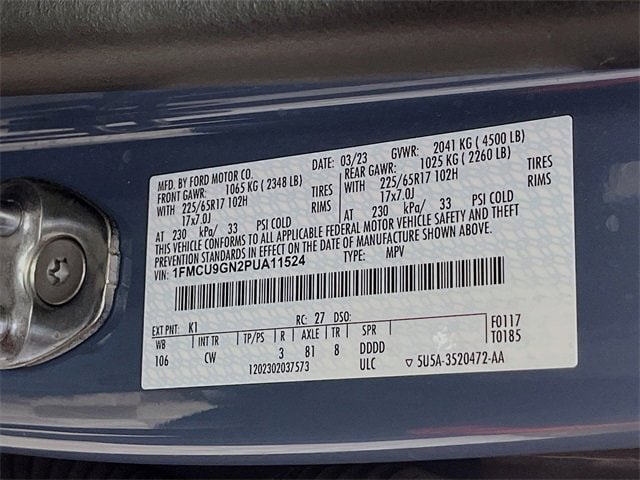 MFD. BY FORD MOTOR CO.
DATE: 03/23 GVWR: 2041 KG ( 4500 LB)
FRONT GAWR: 1065 KG ( 2348 LB) REAR GAWR: 1025 KG ( 2260 LB)
WITH 225/65R17 102H TIRES WITH 225/65R17 102H TIRES
17x7.0J RIMS 17x7.0J RIMS
AT 230 kPa/ 33 PSI COLD AT 230 kPa/ 33 PSI COLD
THIS VEHICLE CONFORMS TO ALL APPLICABLE FEDERAL MOTOR VEHICLE SAFETY AND THEFT
PREVENTION STANDARDS IN EFFECT ON THE DATE OF MANUFACTURE SHOWN ABOVE.
VIN: 1FMCU9GN2PUA11524 TYPE: MPV
EXT PNT: K1 RC: 27 DSO: F0117
WB INT TR TP/PS R AXLE TR SPR T0185
106 CW 3 81 8 DDDD
1202302037573 ULC ▽ 5U5A-3520472-AA